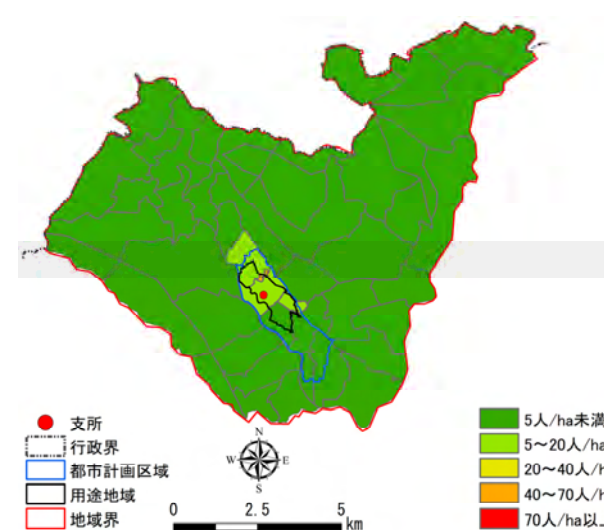 支所
行政界
都市計画区域
用途地域
地域界
N
W E
S
0 2.5 5
km
5人/ha未満
5~20人/ha
20~40人/h
40~70人/h
70人/ha以